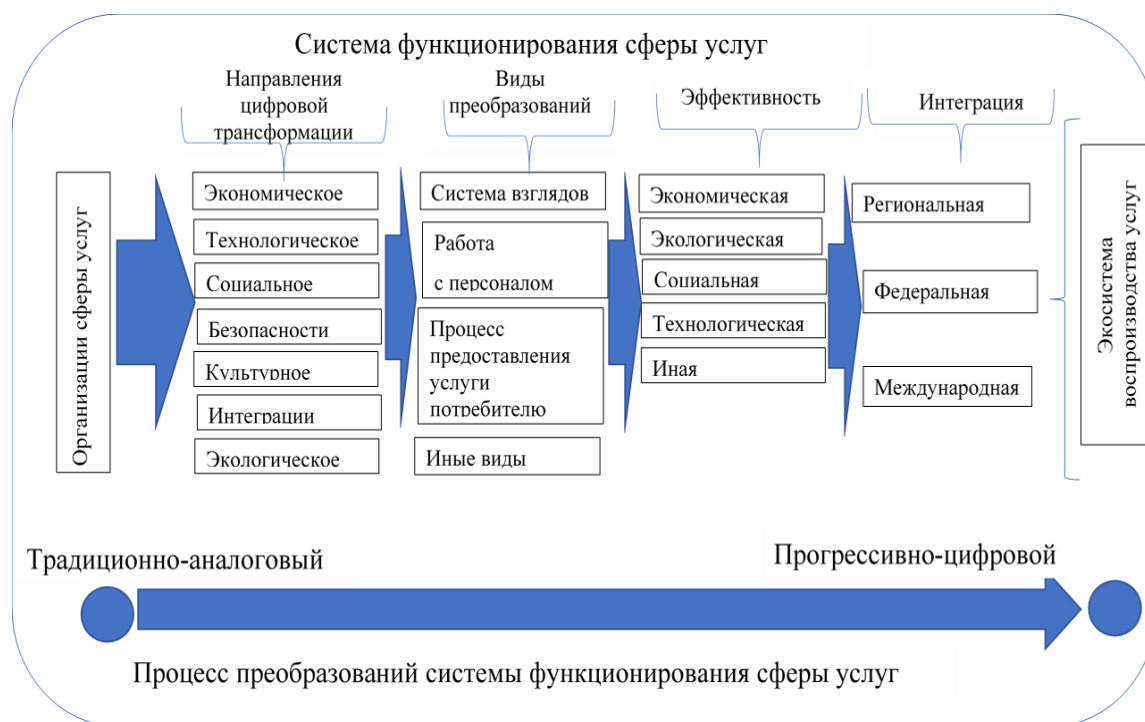 Система функционирования сферы услуг
Направления
цифровой
трансформации
Виды
преобразований
Эффективность
Интеграция
Организации сферы услуг
Экономическое
Технологическое
Социальное
Безопасности
Культурное
Интеграции
Экологическое
Система взглядов
Работа
с персоналом
Процесс
предоставления
услуги
потребителю
Иные виды
Экономическая
Экологическая
Социальная
Технологическая
Иная
Региональная
Федеральная
Международная
Экосистема
воспроизводства услуг
Традиционно-аналоговый
Прогрессивно-цифровой
Процесс преобразований системы функционирования сферы услуг